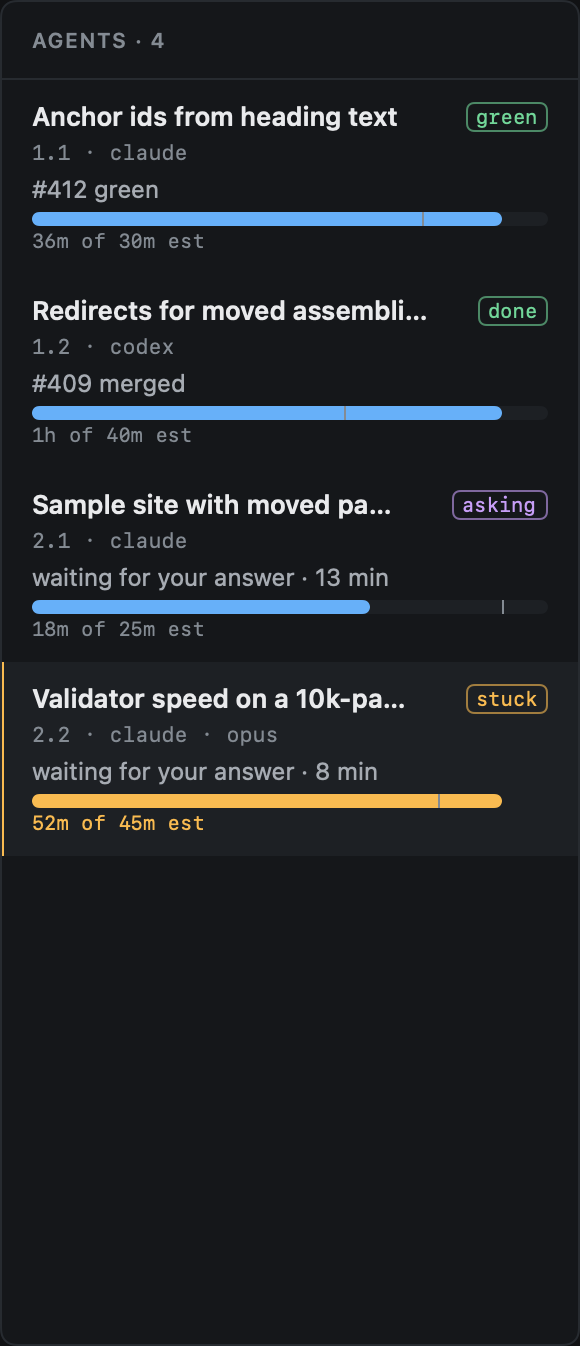 AGENTS · 4
Anchor ids from heading text green
1.1 · claude
#412 green
36m of 30m est
Redirects for moved assembli... done
1.2 · codex
#409 merged
1h of 40m est
Sample site with moved pa... asking
2.1 · claude
waiting for your answer · 13 min
18m of 25m est
Validator speed on a 10k-pa... stuck
2.2 · claude · opus
waiting for your answer · 8 min
52m of 45m est